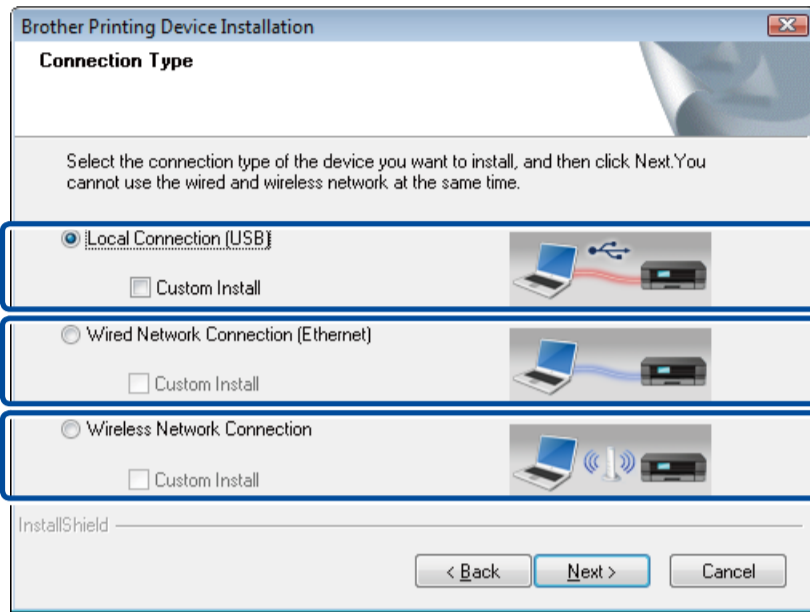 Brother Printing Device Installation
Connection Type
Select the connection type of the device you want to install, and then click Next.You
cannot use the wired and wireless network at the same time.
Local Connection (USB)
Custom Install
Wired Network Connection (Ethernet)
Custom Install
Wireless Network Connection
Custom Install
InstallShield
< Back Next > Cancel